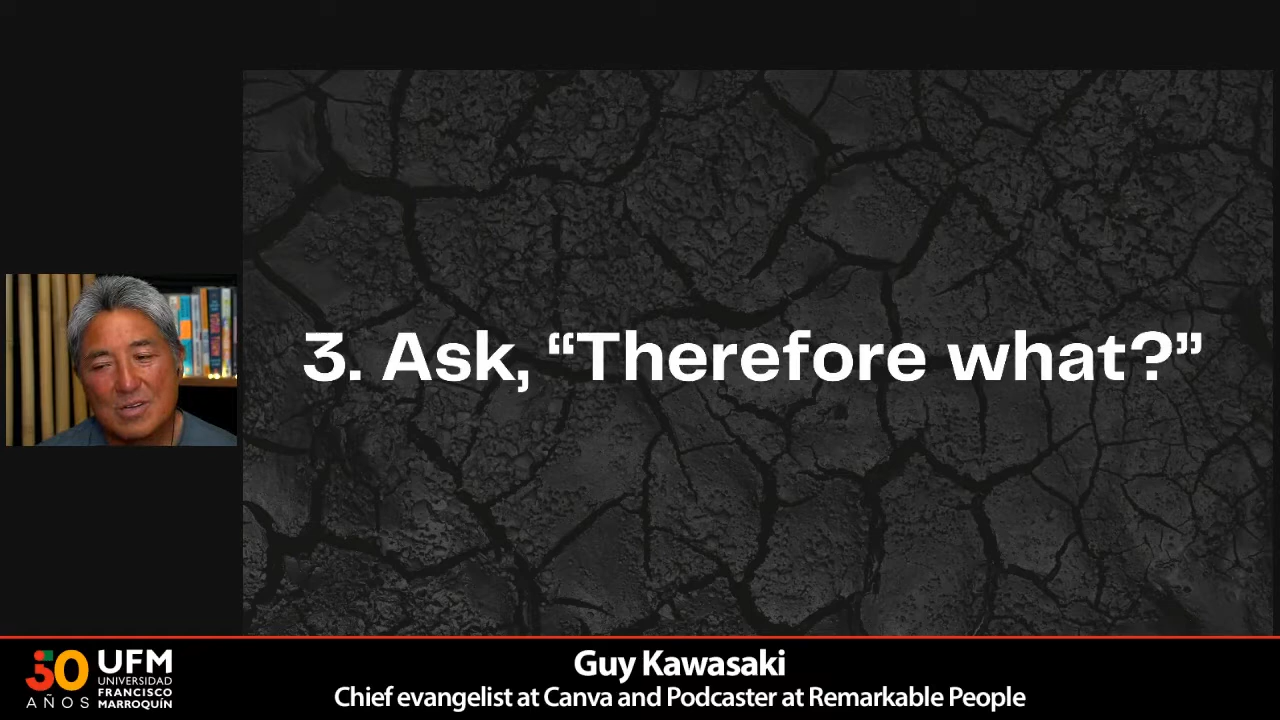 3. Ask, “Therefore what?”
50
AÑOS
UFM
UNIVERSIDAD
FRANCISCO
MARROQUÍN
Guy Kawasaki
Chief evangelist at Canva and Podcaster at Remarkable People